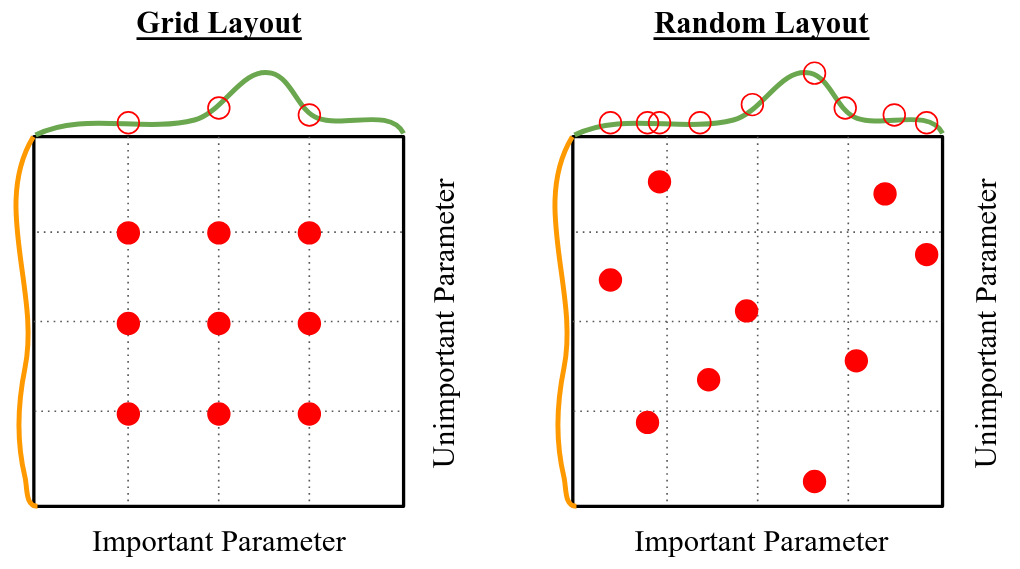 Grid Layout
Random Layout
Unimportant Parameter
Unimportant Parameter
Important Parameter
Important Parameter